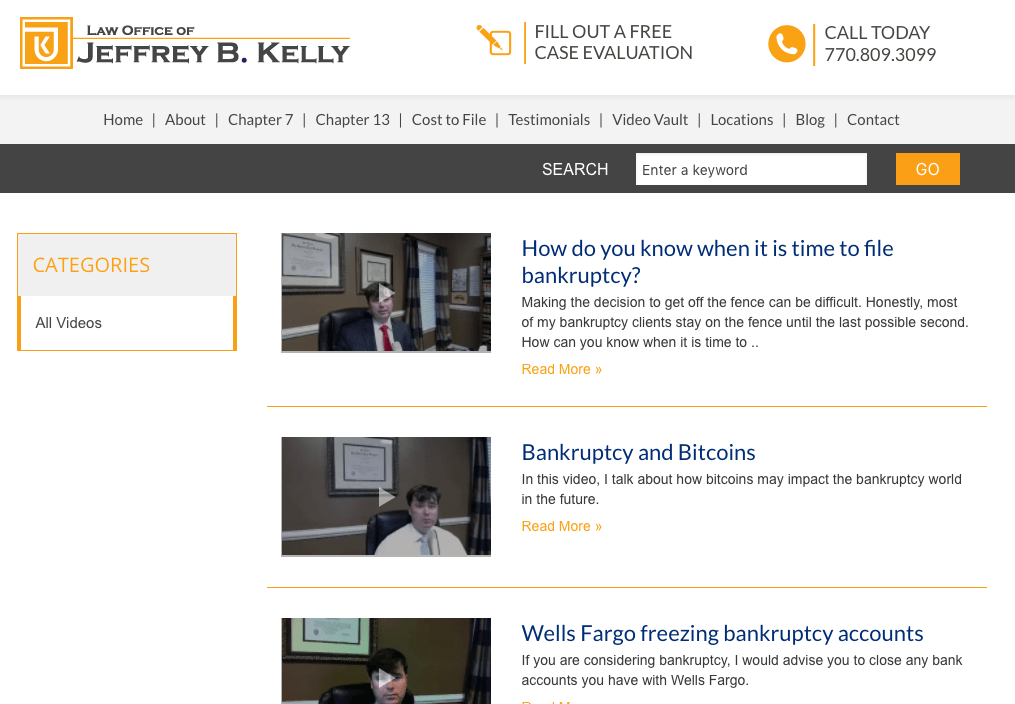 LAW OFFICE OF
JEFFREY B. KELLY
FILL OUT A FREE
CASE EVALUATION
CALL TODAY
770.809.3099
Home | About | Chapter 7 | Chapter 13 | Cost to File | Testimonials | Video Vault | Locations | Blog | Contact
SEARCH
Enter a keyword
GO
CATEGORIES
All Videos
How do you know when it is time to file
bankruptcy?
Making the decision to get off the fence can be difficult. Honestly, most
of my bankruptcy clients stay on the fence until the last possible second.
How can you know when it is time to ..
Read More »
Bankruptcy and Bitcoins
In this video, I talk about how bitcoins may impact the bankruptcy world
in the future.
Read More »
Wells Fargo freezing bankruptcy accounts
If you are considering bankruptcy, I would advise you to close any bank
accounts you have with Wells Fargo.